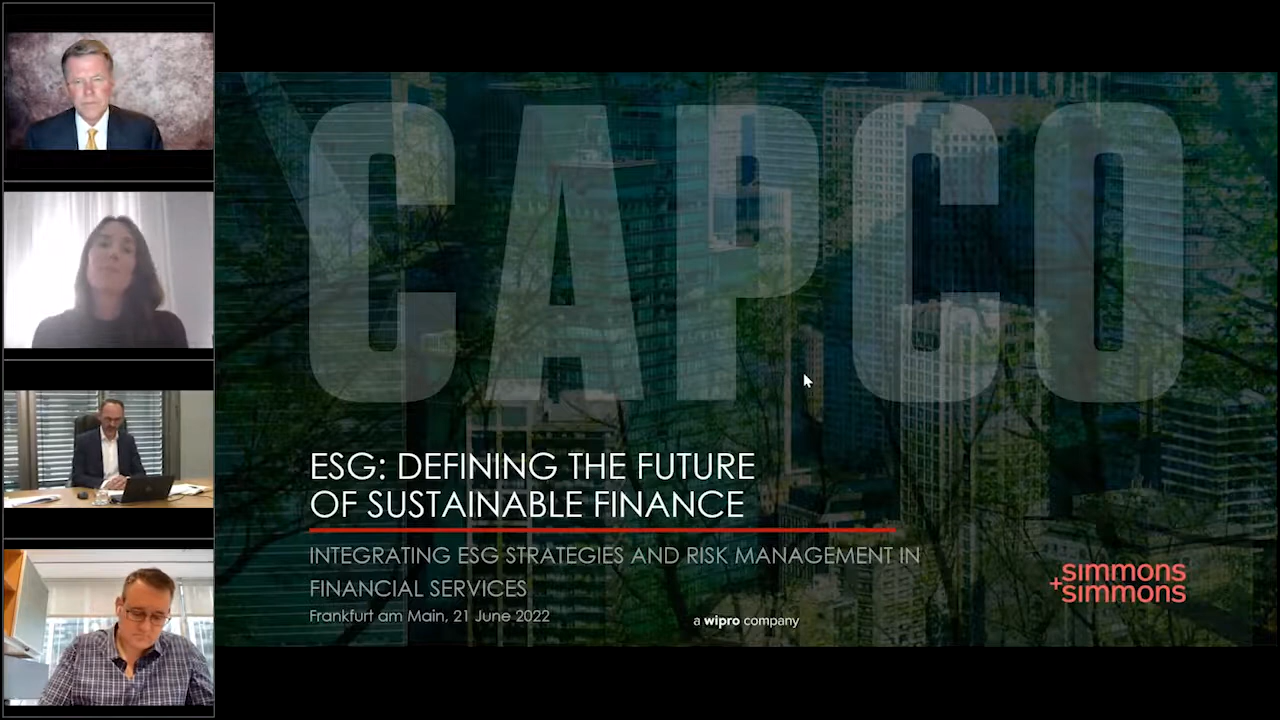 CAPCO
ESG: DEFINING THE FUTURE
OF SUSTAINABLE FINANCE
INTEGRATING ESG STRATEGIES AND RISK MANAGEMENT IN
FINANCIAL SERVICES
Frankfurt am Main, 21 June 2022
a wipro company
simmons
+simmons